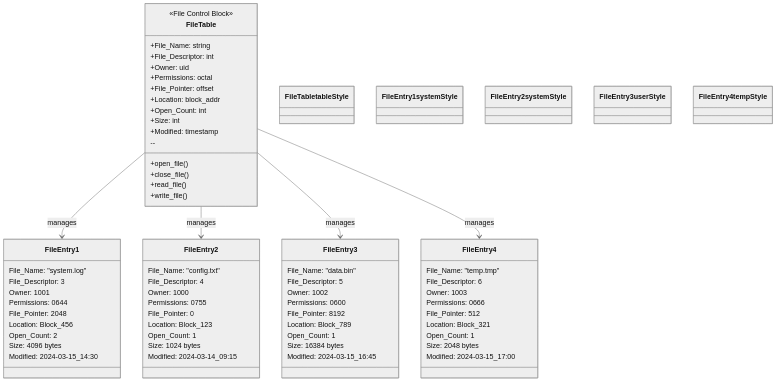 «File Control Block»
FileTable
+File_Name: string
+File_Descriptor: int
+Owner: uid
+Permissions: octal
+File_Pointer: offset
+Location: block_addr
+Open_Count: int
+Size: int
+Modified: timestamp
--
+open_file()
+close_file()
+read_file()
+write_file()
FileTabletableStyle
FileEntry1systemStyle
FileEntry2systemStyle
FileEntry3userStyle
FileEntry4tempStyle
manages
manages
manages
manages
FileEntry1
File_Name: "system.log"
File_Descriptor: 3
Owner: 1001
Permissions: 0644
File_Pointer: 2048
Location: Block_456
Open_Count: 2
Size: 4096 bytes
Modified: 2024-03-15_14:30
FileEntry2
File_Name: "config.txt"
File_Descriptor: 4
Owner: 1000
Permissions: 0755
File_Pointer: 0
Location: Block_123
Open_Count: 1
Size: 1024 bytes
Modified: 2024-03-14_09:15
FileEntry3
File_Name: "data.bin"
File_Descriptor: 5
Owner: 1002
Permissions: 0600
File_Pointer: 8192
Location: Block_789
Open_Count: 1
Size: 16384 bytes
Modified: 2024-03-15_16:45
FileEntry4
File_Name: "temp.tmp"
File_Descriptor: 6
Owner: 1003
Permissions: 0666
File_Pointer: 512
Location: Block_321
Open_Count: 1
Size: 2048 bytes
Modified: 2024-03-15_17:00